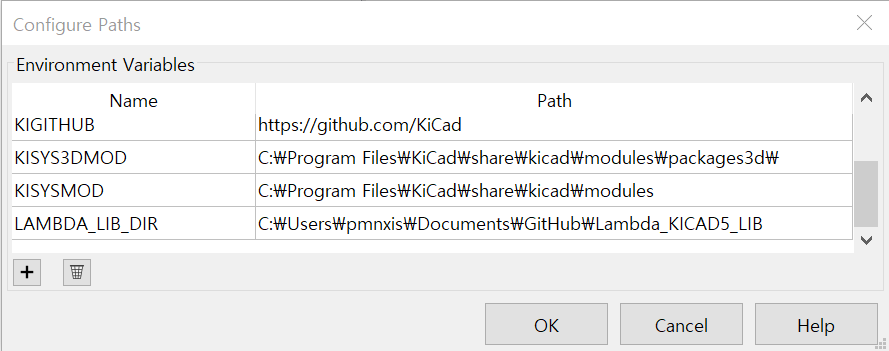 Configure Paths
Environment Variables
Name Path
KIGITHUB https://github.com/KiCad
KISYS3DMOD C:₩Program Files₩KiCad₩share₩kicad₩modules₩packages3d₩
KISYSMOD C:₩Program Files₩KiCad₩share₩kicad₩modules
LAMBDA_LIB_DIR C:₩Users₩pmnxis₩Documents₩GitHub₩Lambda_KICAD5_LIB
OK Cancel Help